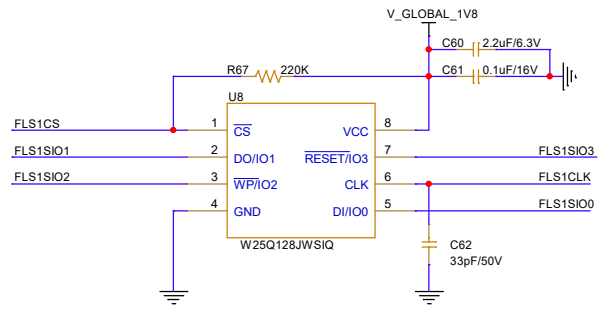 V_GLOBAL_1V8
C60 2.2uF/6.3V
R67 220K C61 0.1uF/16V
U8
FLS1CS 1 CS VCC 8
FLS1SIO1 2 DO/IO1 RESET/IO3 7 FLS1SIO3
FLS1SIO2 3 WP/IO2 CLK 6 FLS1CLK
4 GND DI/IO0 5 FLS1SIO0
W25Q128JWSIQ C62
33pF/50V